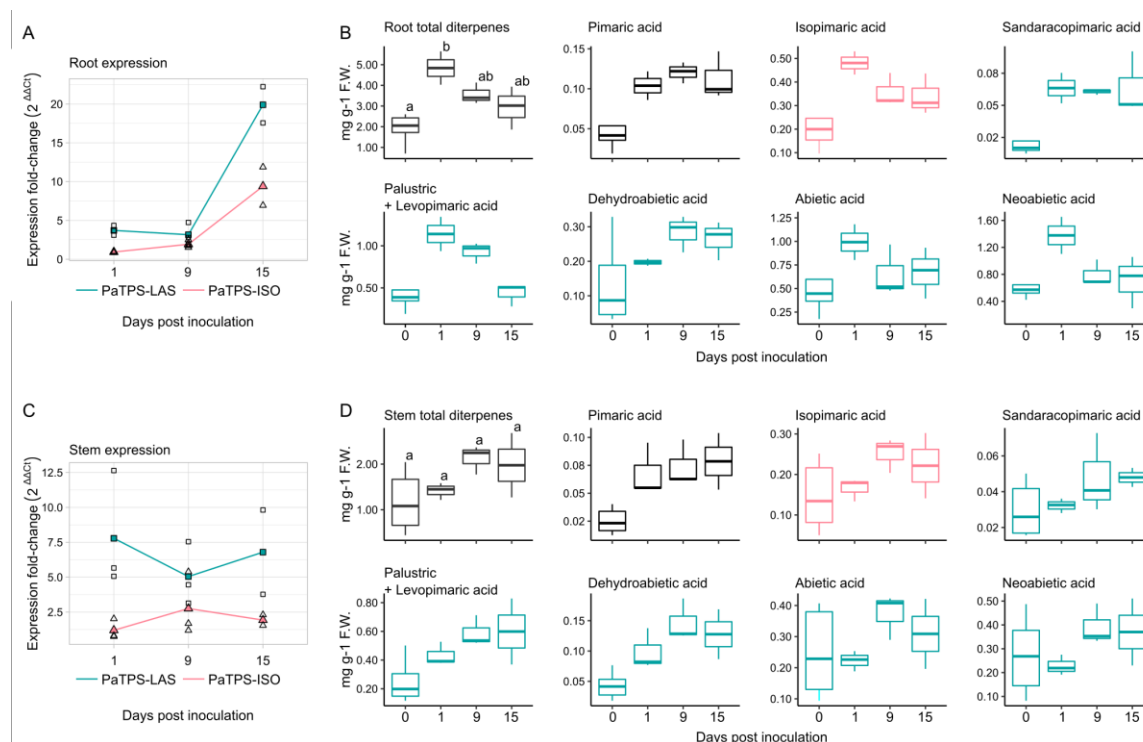 A
Root expression
Expression fold-change (2^ΔΔCt)
20
15
10
5
0
1 9 15
PaTPS-LAS PaTPS-ISO
Days post inoculation
B
Root total diterpenes Pimaric acid Isopimaric acid Sandaracopimaric acid
mg g-1 F.W.
5.00
4.00
3.00
2.00
1.00
a b ab ab
0.15
0.10
0.05
0.50
0.40
0.30
0.20
0.10
0.08
0.05
0.02
Palustric
+ Levopimaric acid Dehydroabietic acid Abietic acid Neoabietic acid
mg g-1 F.W.
1.00
0.50
0.30
0.20
0.10
1.25
1.00
0.75
0.50
0.25
1.60
1.20
0.80
0.40
0 1 9 15 0 1 9 15 0 1 9 15 0 1 9 15
Days post inoculation
C
Stem expression
Expression fold-change (2^ΔΔCt)
12.5
10.0
7.5
5.0
2.5
1 9 15
PaTPS-LAS PaTPS-ISO
Days post inoculation
D
Stem total diterpenes Pimaric acid Isopimaric acid Sandaracopimaric acid
mg g-1 F.W.
2.00
1.00
a a a a
0.10
0.08
0.05
0.02
0.30
0.20
0.10
0.08
0.06
0.04
0.02
Palustric
+ Levopimaric acid Dehydroabietic acid Abietic acid Neoabietic acid
mg g-1 F.W.
0.80
0.60
0.40
0.20
0.15
0.10
0.05
0.40
0.30
0.20
0.10
0.50
0.40
0.30
0.20
0.10
0 1 9 15 0 1 9 15 0 1 9 15 0 1 9 15
Days post inoculation